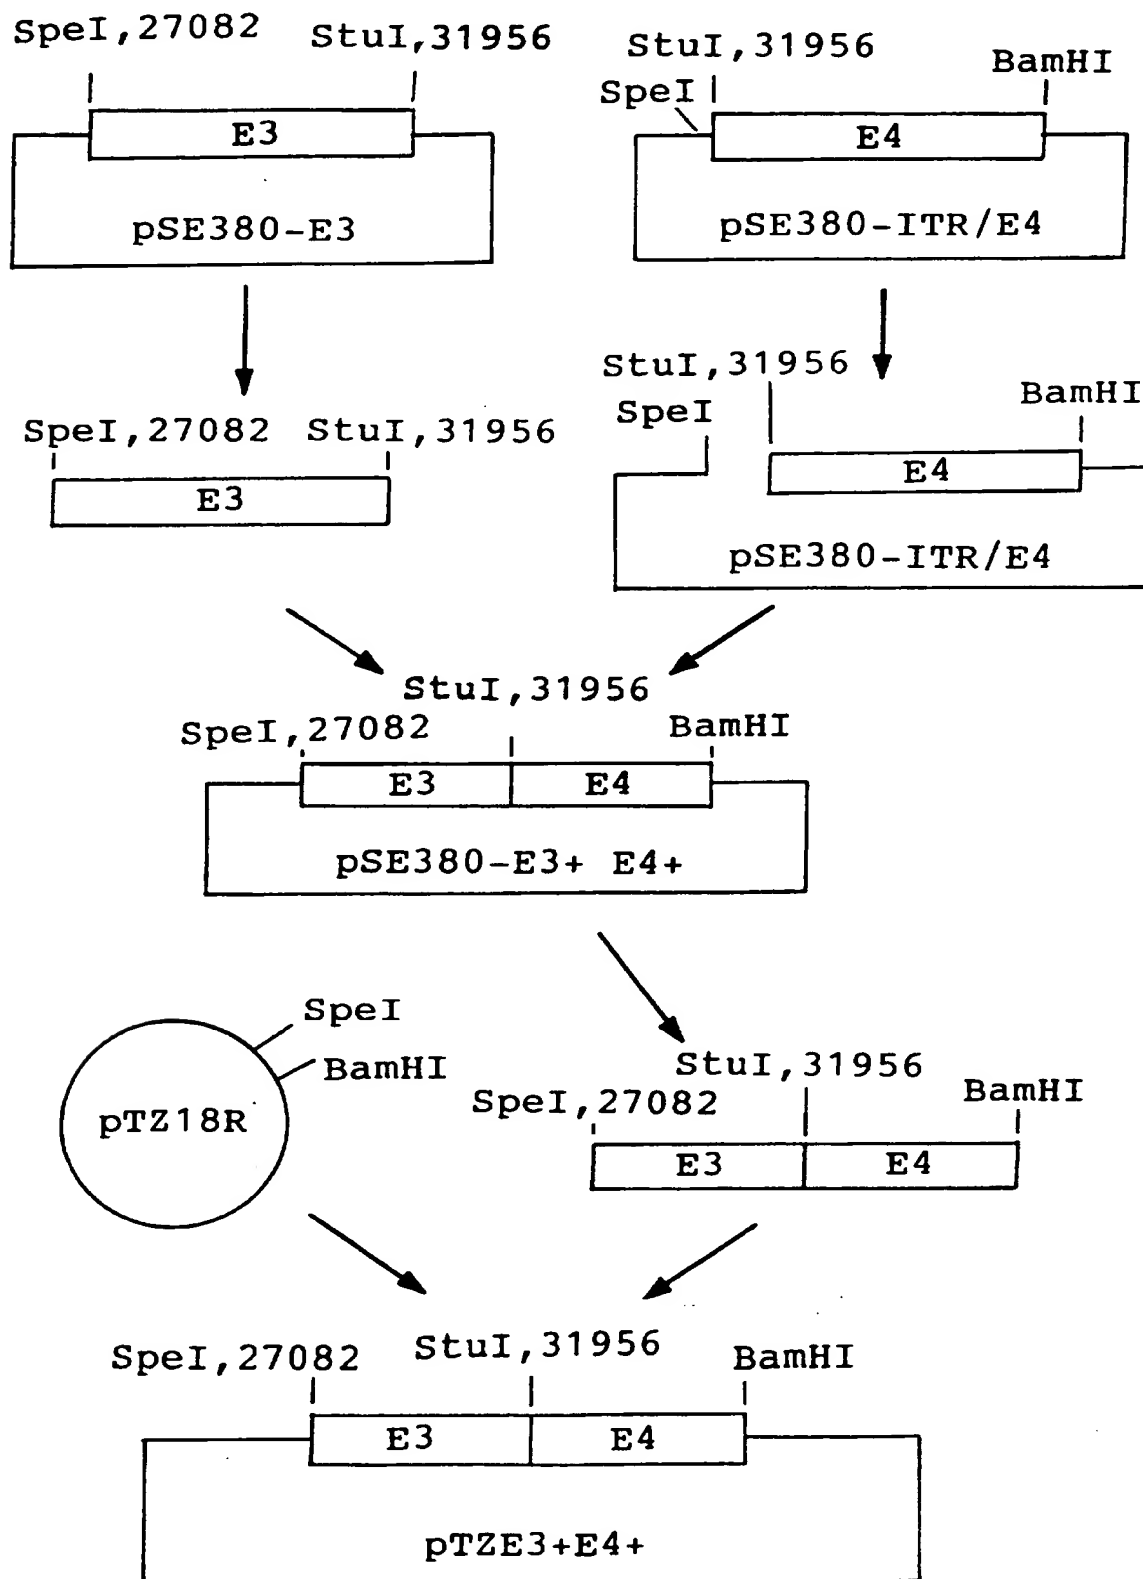 SpeI,27082
StuI,31956
E3
pSE380-E3
StuI,31956
SpeI
BamHI
E4
pSE380-ITR/E4
SpeI,27082
StuI,31956
E3
StuI,31956
SpeI
BamHI
E4
pSE380-ITR/E4
StuI,31956
SpeI,27082
BamHI
E3
E4
pSE380-E3+ E4+
SpeI
BamHI
pTZ18R
StuI,31956
SpeI,27082
BamHI
E3
E4
SpeI,27082
StuI,31956
BamHI
E3
E4
pTZE3+E4+